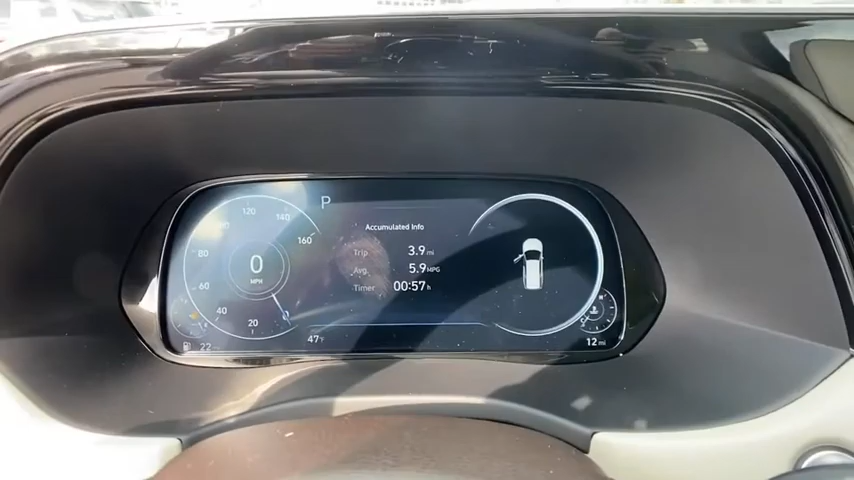 P
120
140
160
80
60
40
20
0
MPH
Accumulated Info
Trip 3.9 mi
Avg. 5.9 MPG
Timer 00:57 h
22
47°F
12 mi
H
C